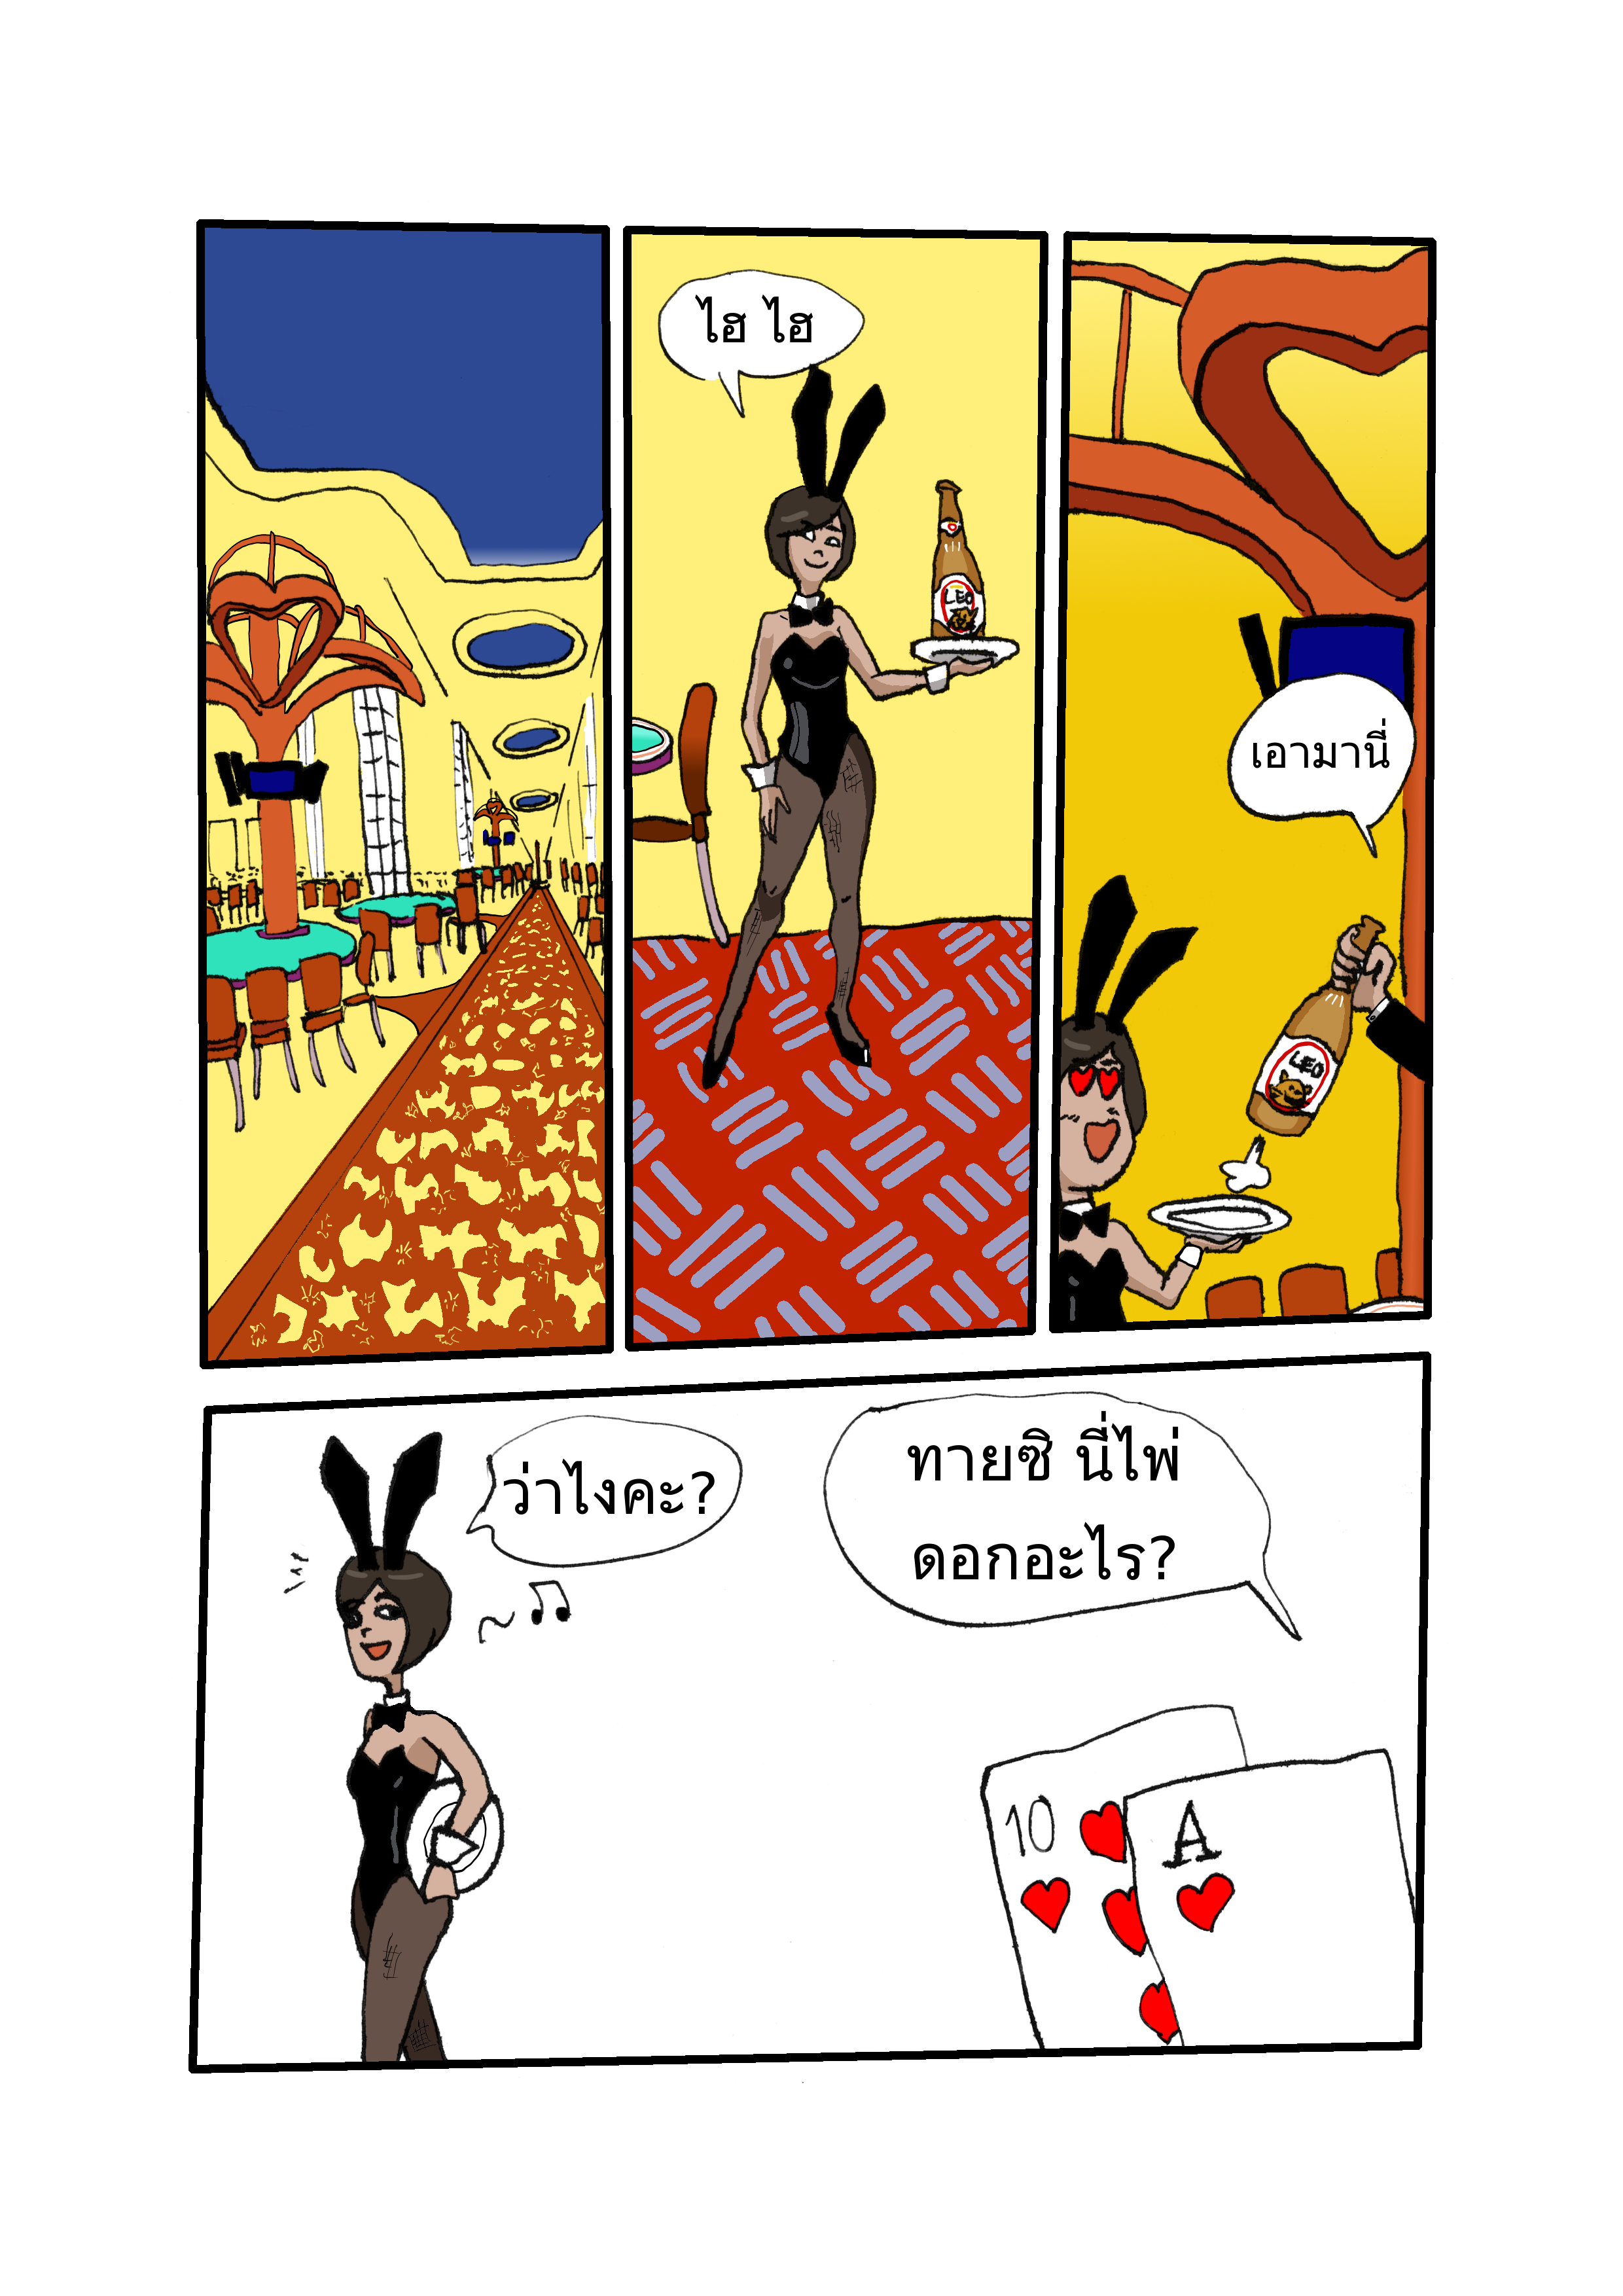 ไฮ ไฮ
LEO
เอามานี่
LEO
ว่าไงคะ?
ทายซิ นี่ไพ่
ดอกอะไร?
10
A